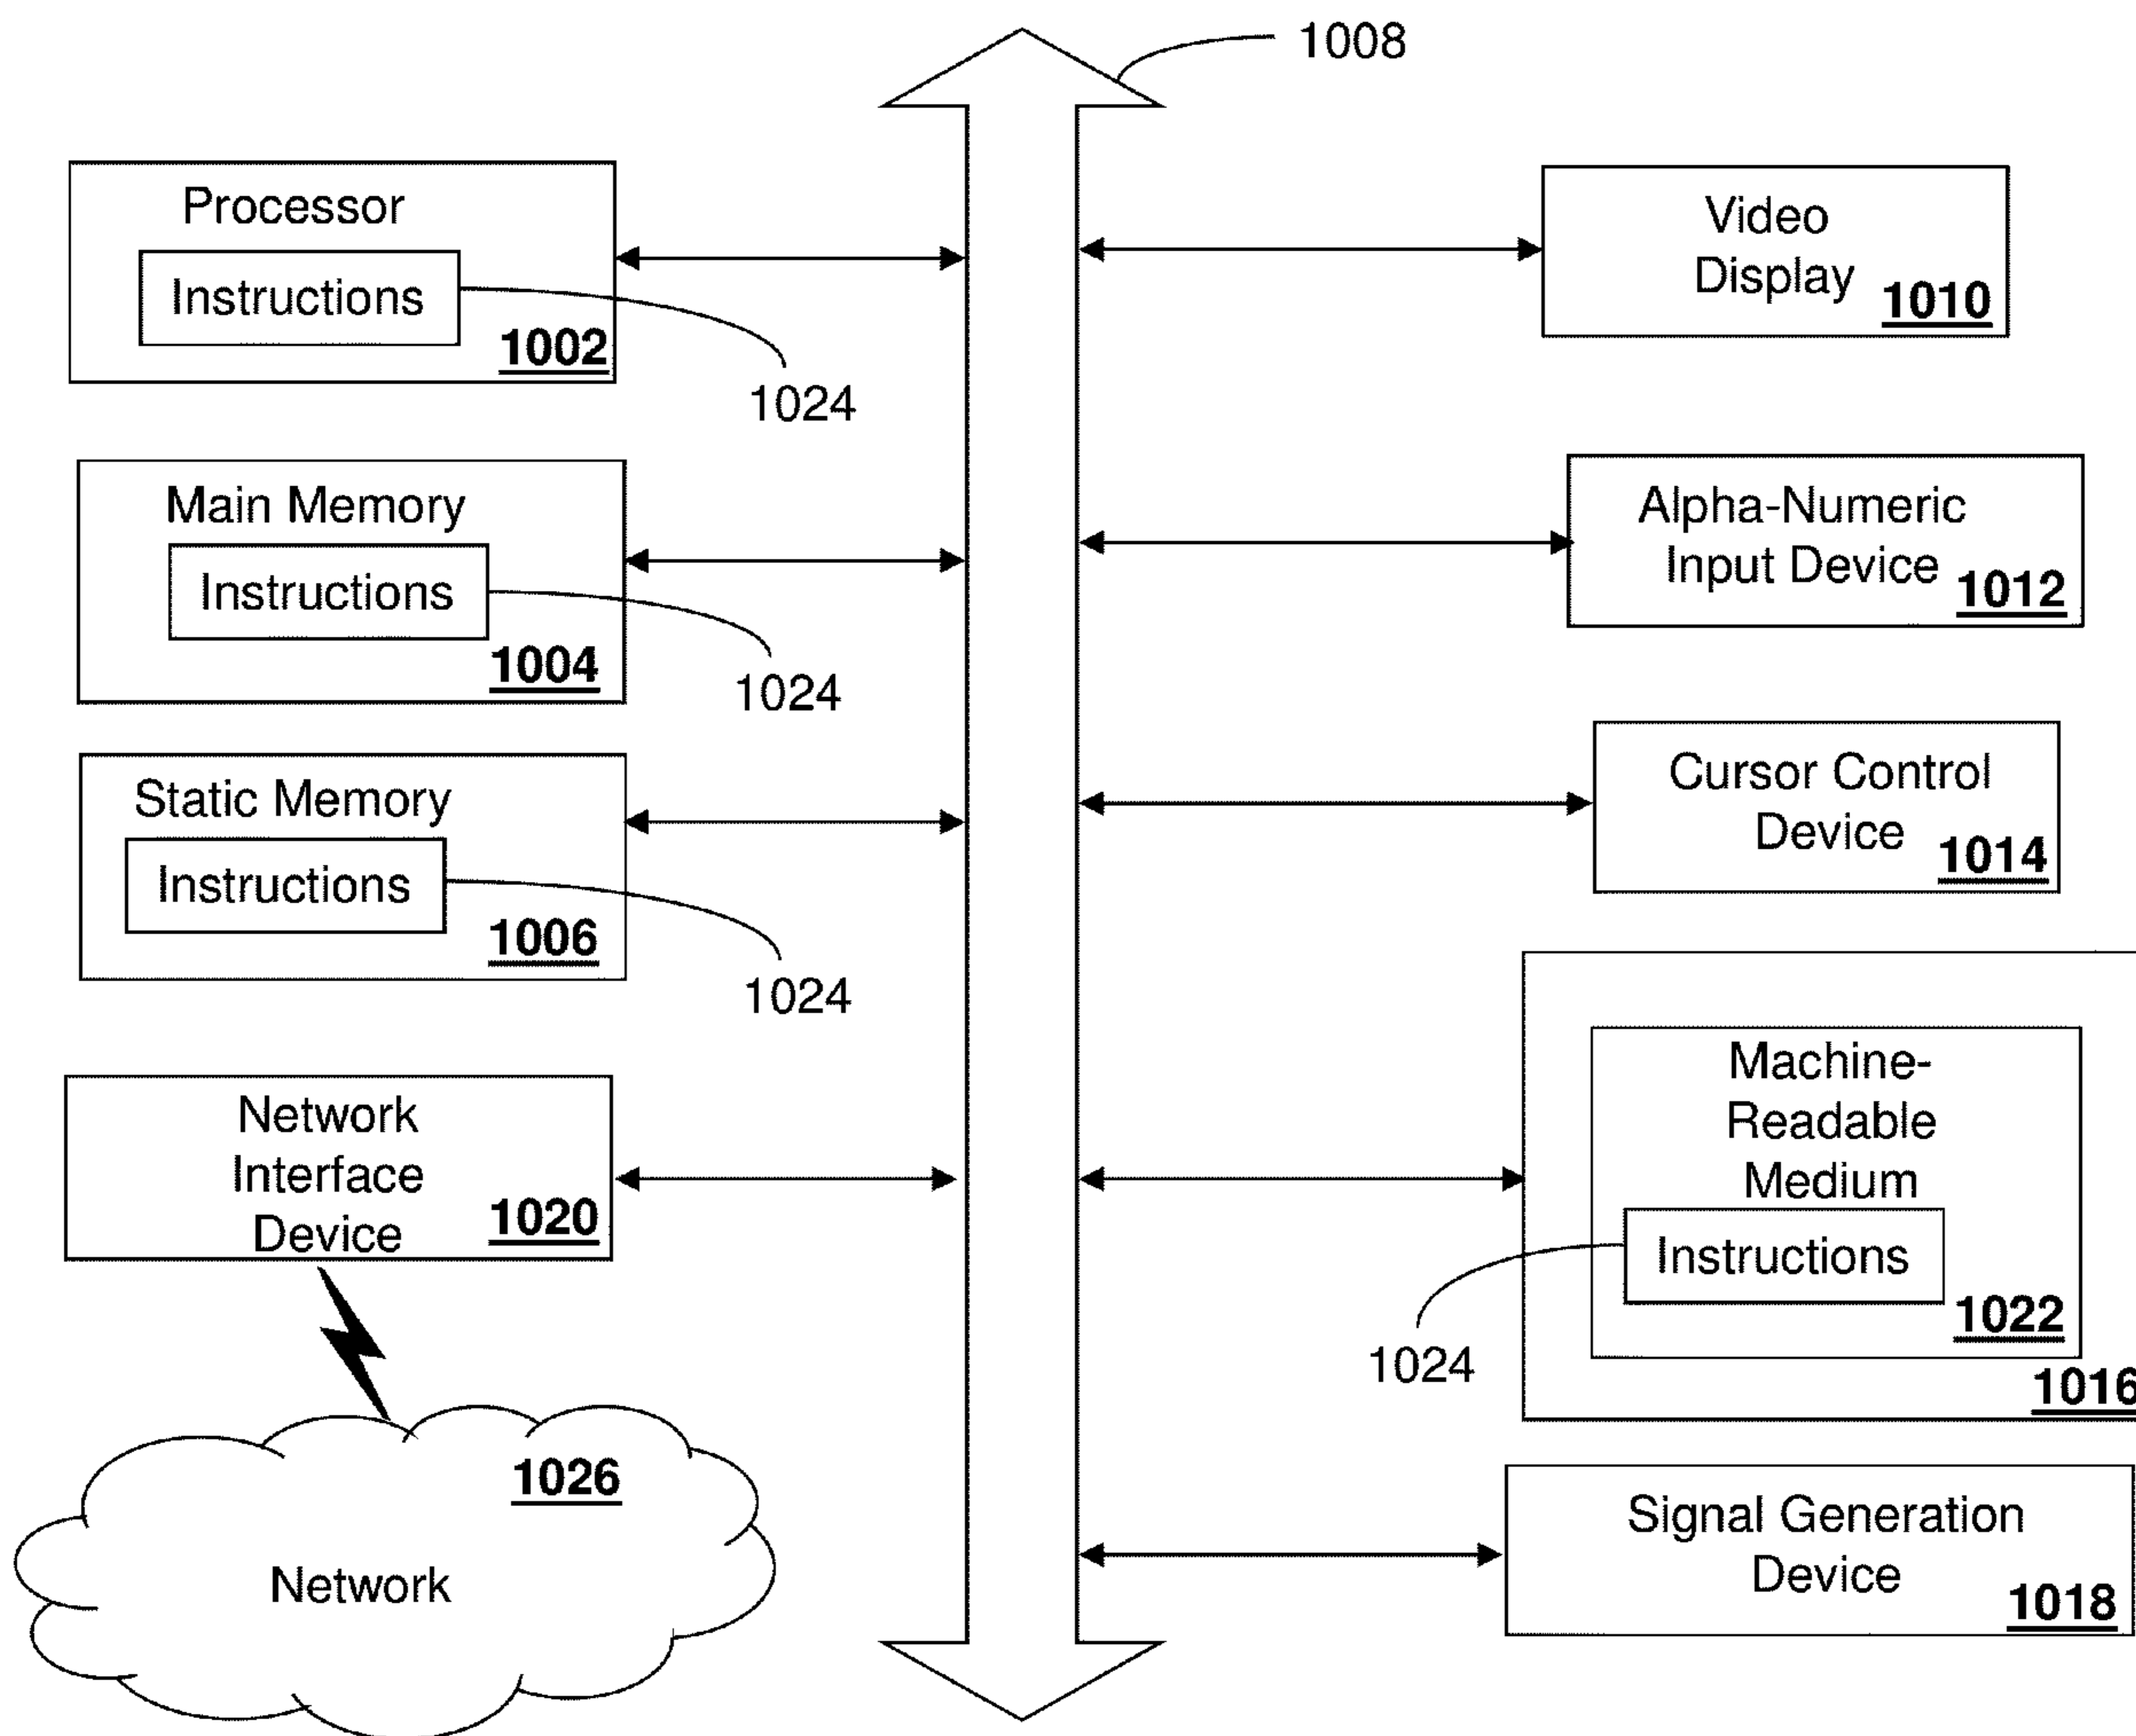 1008
Processor
Instructions
1002
1024
Main Memory
Instructions
1004
1024
Static Memory
Instructions
1006
1024
Network
Interface
Device
1020
1026
Network
Video
Display
1010
Alpha-Numeric
Input Device
1012
Cursor Control
Device
1014
Machine-
Readable
Medium
Instructions
1022
1024
1016
Signal Generation
Device
1018